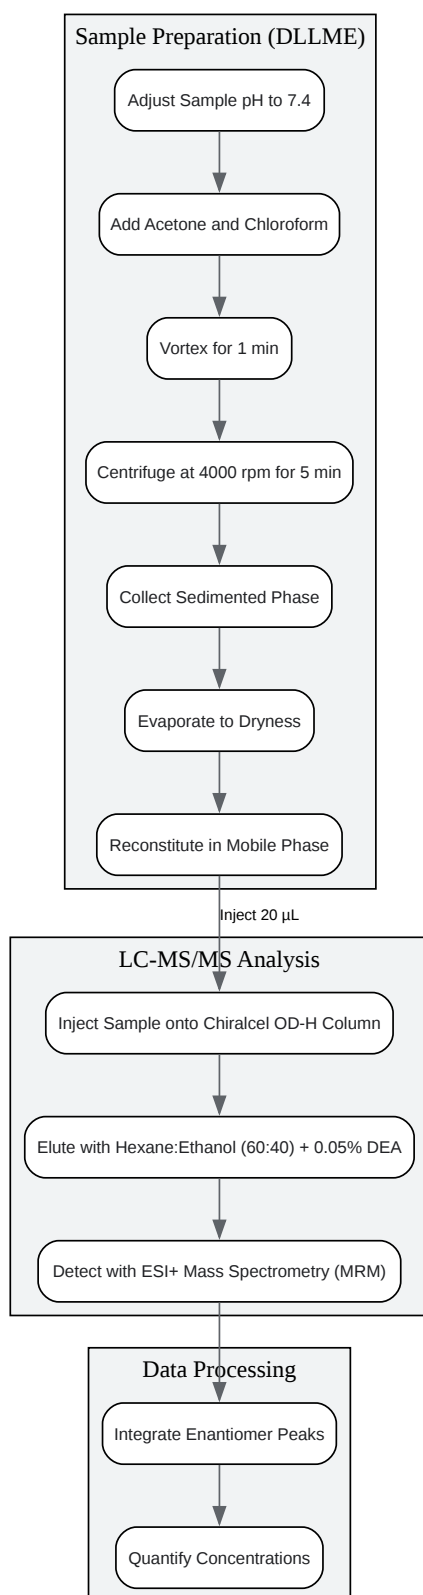 Sample Preparation (DLLME)
Adjust Sample pH to 7.4
Add Acetone and Chloroform
Vortex for 1 min
Centrifuge at 4000 rpm for 5 min
Collect Sedimented Phase
Evaporate to Dryness
Reconstitute in Mobile Phase
Inject 20 µL
LC-MS/MS Analysis
Inject Sample onto Chiralcel OD-H Column
Elute with Hexane:Ethanol (60:40) + 0.05% DEA
Detect with ESI+ Mass Spectrometry (MRM)
Data Processing
Integrate Enantiomer Peaks
Quantify Concentrations